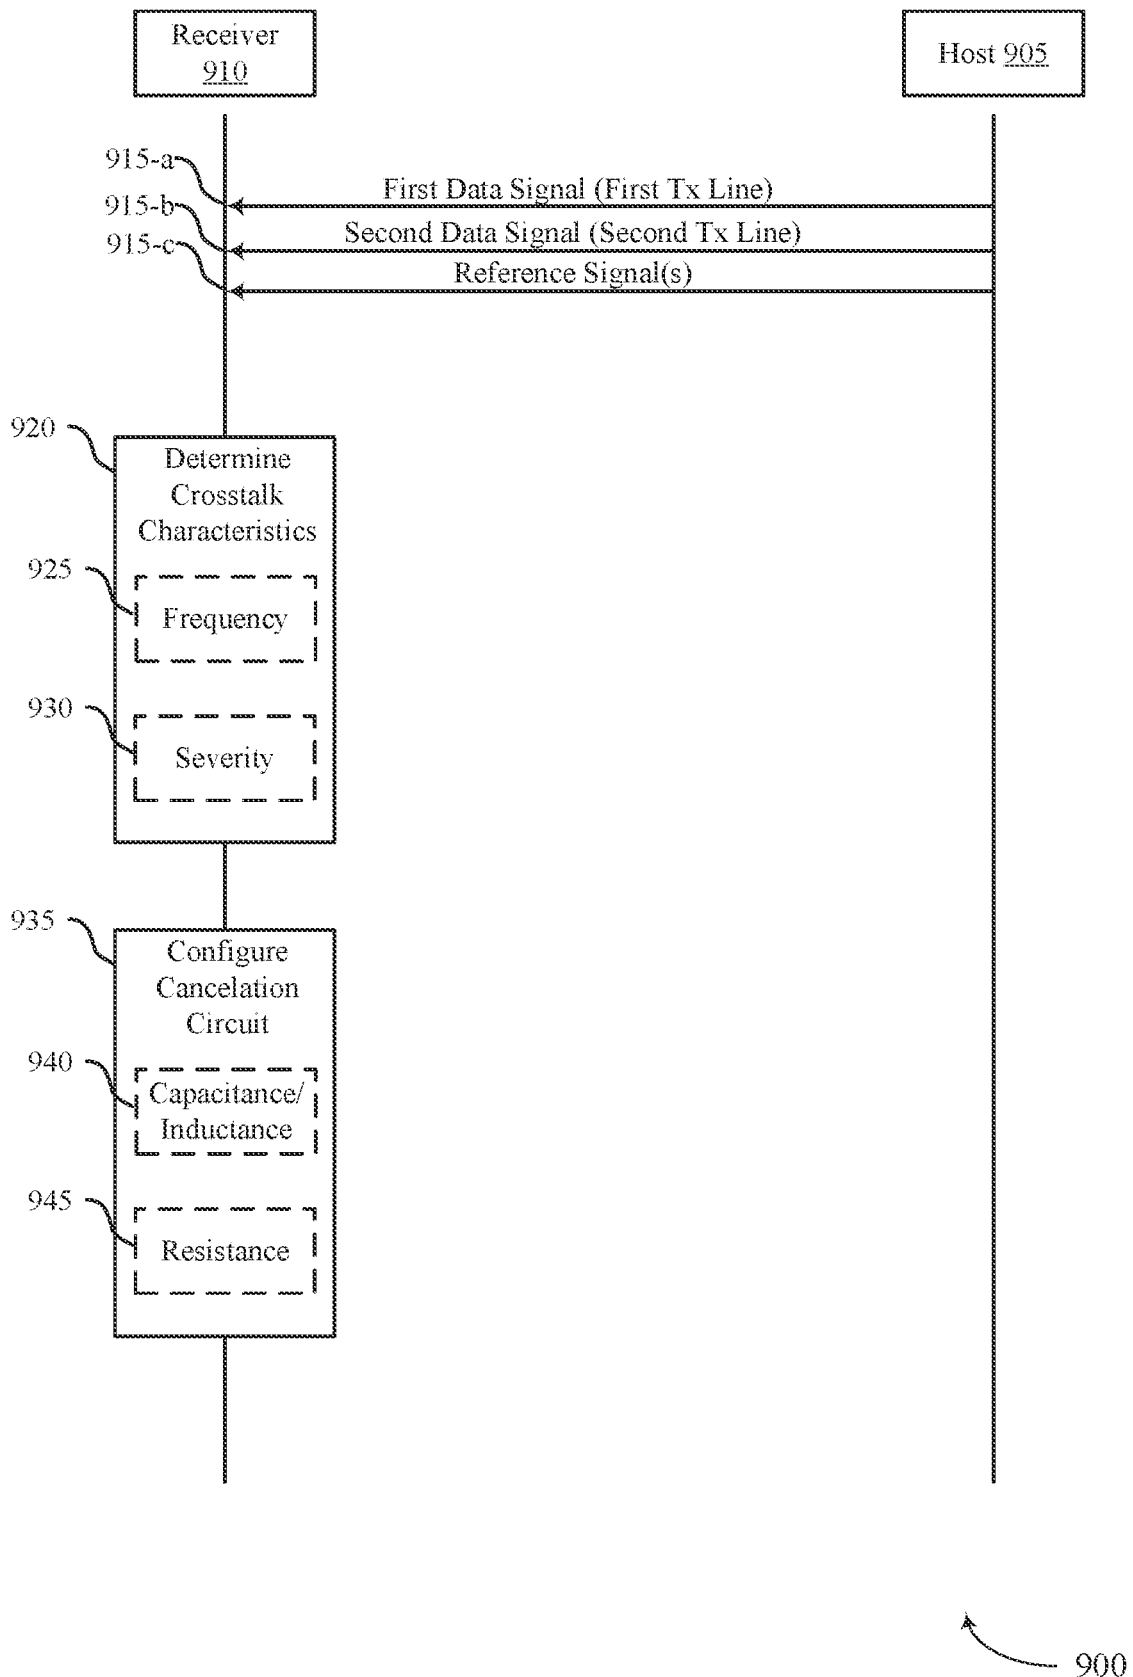 Receiver
910
Host 905
915-a
First Data Signal (First Tx Line)
915-b
Second Data Signal (Second Tx Line)
915-c
Reference Signal(s)
920
Determine
Crosstalk
Characteristics
925
Frequency
930
Severity
935
Configure
Cancelation
Circuit
940
Capacitance/
Inductance
945
Resistance
900